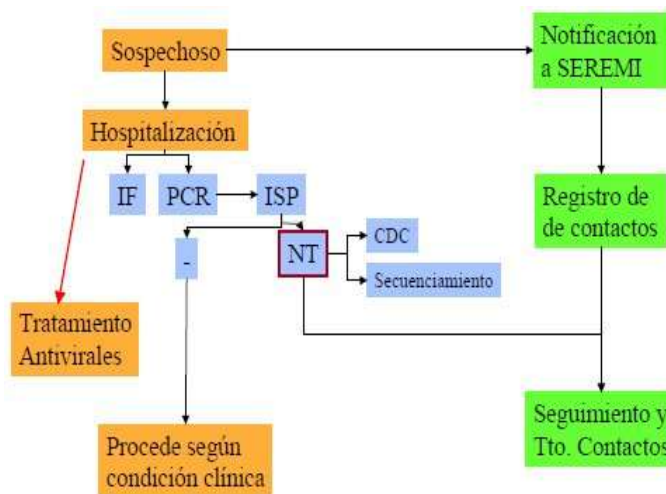 Sospechoso
Notificación
a SEREMI
Hospitalización
IF
PCR
ISP
Registro de
de contactos
-
NT
CDC
Secuenciamiento
Tratamiento
Antivirales
Procede según
condición clínica
Seguimiento y
Tto. Contactos